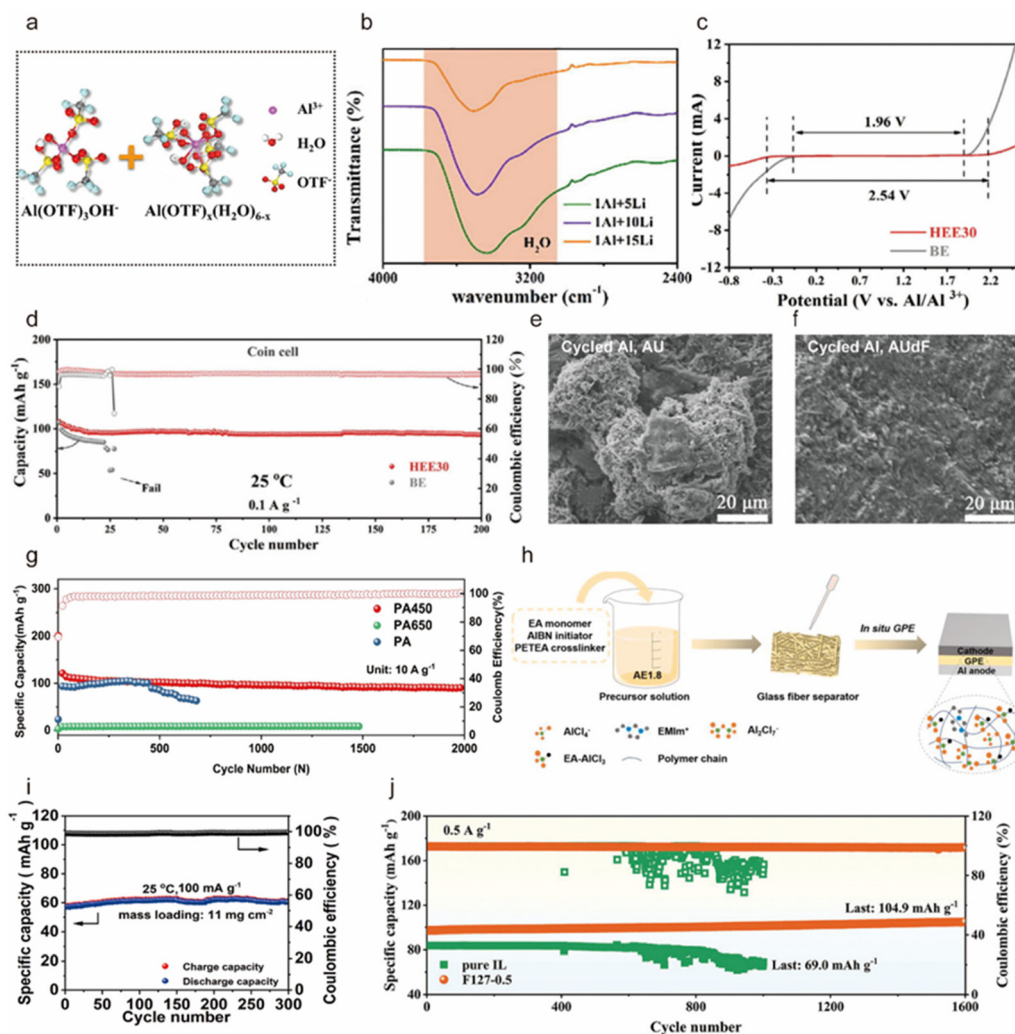 a
Al³⁺
H₂O
OTF⁻
Al(OTF)₃OH⁻
Al(OTF)ₓ(H₂O)₆₋ₓ
b
Transmittance (%)
H₂O
1Al+5Li
1Al+10Li
1Al+15Li
4000 3200 2400
wavenumber (cm⁻¹)
c
Current (mA)
12
8
4
0
-4
-8
-12
1.96 V
2.54 V
HEE30
BE
-0.8 -0.3 0.2 0.7 1.2 1.7 2.2
Potential (V vs. Al/Al ³⁺)
d
Capacity (mAh g⁻¹)
200
150
100
50
0
Coin cell
Fail
25 °C
0.1 A g⁻¹
HEE30
BE
120
100
80
60
40
20
0
Coulombic efficiency (%)
0 25 50 75 100 125 150 175 200
Cycle number
e
Cycled Al, AU
20 μm
f
Cycled Al, AUdF
20 μm
g
Specific Capacity(mAh g⁻¹)
300
200
100
0
PA450
PA650
PA
Unit: 10 A g⁻¹
100
80
60
40
20
0
Coulomb Efficiency(%)
0 500 1000 1500 2000
Cycle Number (N)
h
EA monomer
AIBN initiator
PETEA crosslinker
AE1.8
Precursor solution
Glass fiber separator
In situ GPE
Cathode
GPE
Al anode
AlCl₄⁻
EMIm⁺
Al₂Cl₇⁻
EA-AlCl₃
Polymer chain
i
Specific capacity (mAh g⁻¹)
120
100
80
60
40
20
0
25 °C,100 mA g⁻¹
mass loading: 11 mg cm⁻²
Charge capacity
Discharge capacity
100
80
60
40
20
0
Coulombic efficiency (%)
0 50 100 150 200 250 300
Cycle number
j
Specific capacity (mAh g⁻¹)
200
160
120
80
40
0.5 A g⁻¹
Last: 104.9 mAh g⁻¹
pure IL
F127-0.5
Last: 69.0 mAh g⁻¹
120
90
60
30
0
Coulombic efficiency (%)
0 400 800 1200 1600
Cycle number